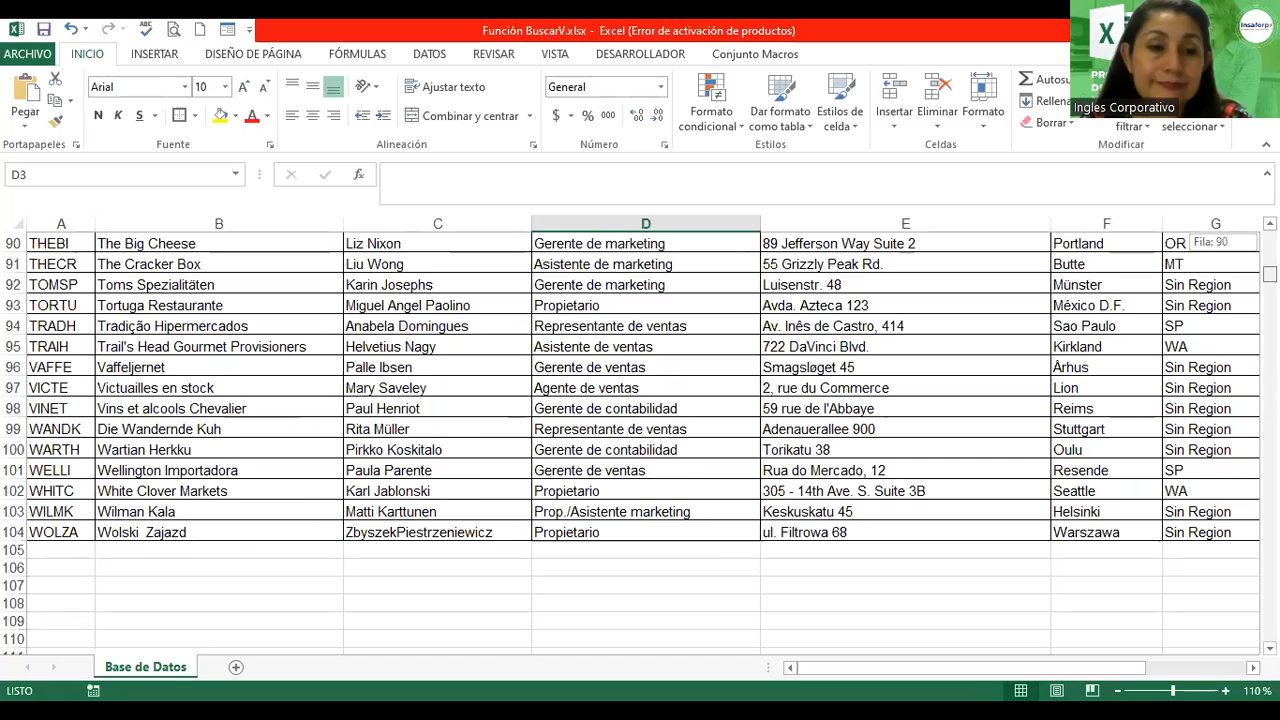 Función BuscarV.xlsx - Excel (Error de activación de productos)
Insaforp
ARCHIVO INICIO INSERTAR DISEÑO DE PÁGINA FÓRMULAS DATOS REVISAR VISTA DESARROLLADOR Conjunto Macros
Pegar
Arial 10
N K S
Ajustar texto
Combinar y centrar
General
$ % 000
Formato condicional
Dar formato como tabla
Estilos de celda
Insertar
Eliminar
Formato
Borrar
filtrar
seleccionar
Ingles Corporativo
Portapapeles Fuente Alineación Número Estilos Celdas Modificar
D3 fx
A B C D E F G
90 THEBI The Big Cheese Liz Nixon Gerente de marketing 89 Jefferson Way Suite 2 Portland OR Fila: 90
91 THECR The Cracker Box Liu Wong Asistente de marketing 55 Grizzly Peak Rd. Butte MT
92 TOMSP Toms Spezialitäten Karin Josephs Gerente de marketing Luisenstr. 48 Münster Sin Region
93 TORTU Tortuga Restaurante Miguel Angel Paolino Propietario Avda. Azteca 123 México D.F. Sin Region
94 TRADH Tradição Hipermercados Anabela Domingues Representante de ventas Av. Inês de Castro, 414 Sao Paulo SP
95 TRAIH Trail's Head Gourmet Provisioners Helvetius Nagy Asistente de ventas 722 DaVinci Blvd. Kirkland WA
96 VAFFE Vaffeljernet Palle Ibsen Gerente de ventas Smagsløget 45 Århus Sin Region
97 VICTE Victuailles en stock Mary Saveley Agente de ventas 2, rue du Commerce Lion Sin Region
98 VINET Vins et alcools Chevalier Paul Henriot Gerente de contabilidad 59 rue de l'Abbaye Reims Sin Region
99 WANDK Die Wandernde Kuh Rita Müller Representante de ventas Adenauerallee 900 Stuttgart Sin Region
100 WARTH Wartian Herkku Pirkko Koskitalo Gerente de contabilidad Torikatu 38 Oulu Sin Region
101 WELLI Wellington Importadora Paula Parente Gerente de ventas Rua do Mercado, 12 Resende SP
102 WHITC White Clover Markets Karl Jablonski Propietario 305 - 14th Ave. S. Suite 3B Seattle WA
103 WILMK Wilman Kala Matti Karttunen Prop./Asistente marketing Keskuskatu 45 Helsinki Sin Region
104 WOLZA Wolski Zajazd ZbyszekPiestrzeniewicz Propietario ul. Filtrowa 68 Warszawa Sin Region
105
106
107
108
109
110
Base de Datos
LISTO 110 %